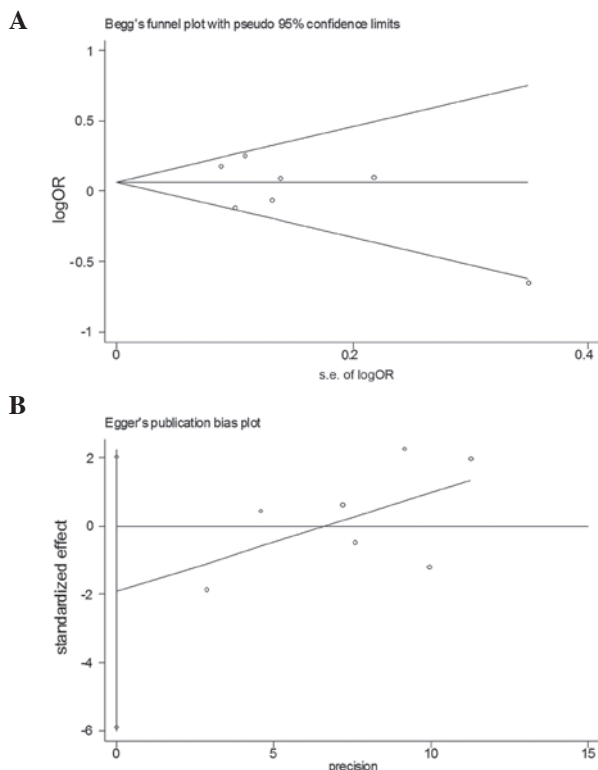 A
Begg's funnel plot with pseudo 95% confidence limits
1
0.5
0
-0.5
-1
logOR
0
0.2
0.4
s.e. of logOR
B
Egger's publication bias plot
2
0
-2
-4
-6
standardized effect
0
5
10
15
precision